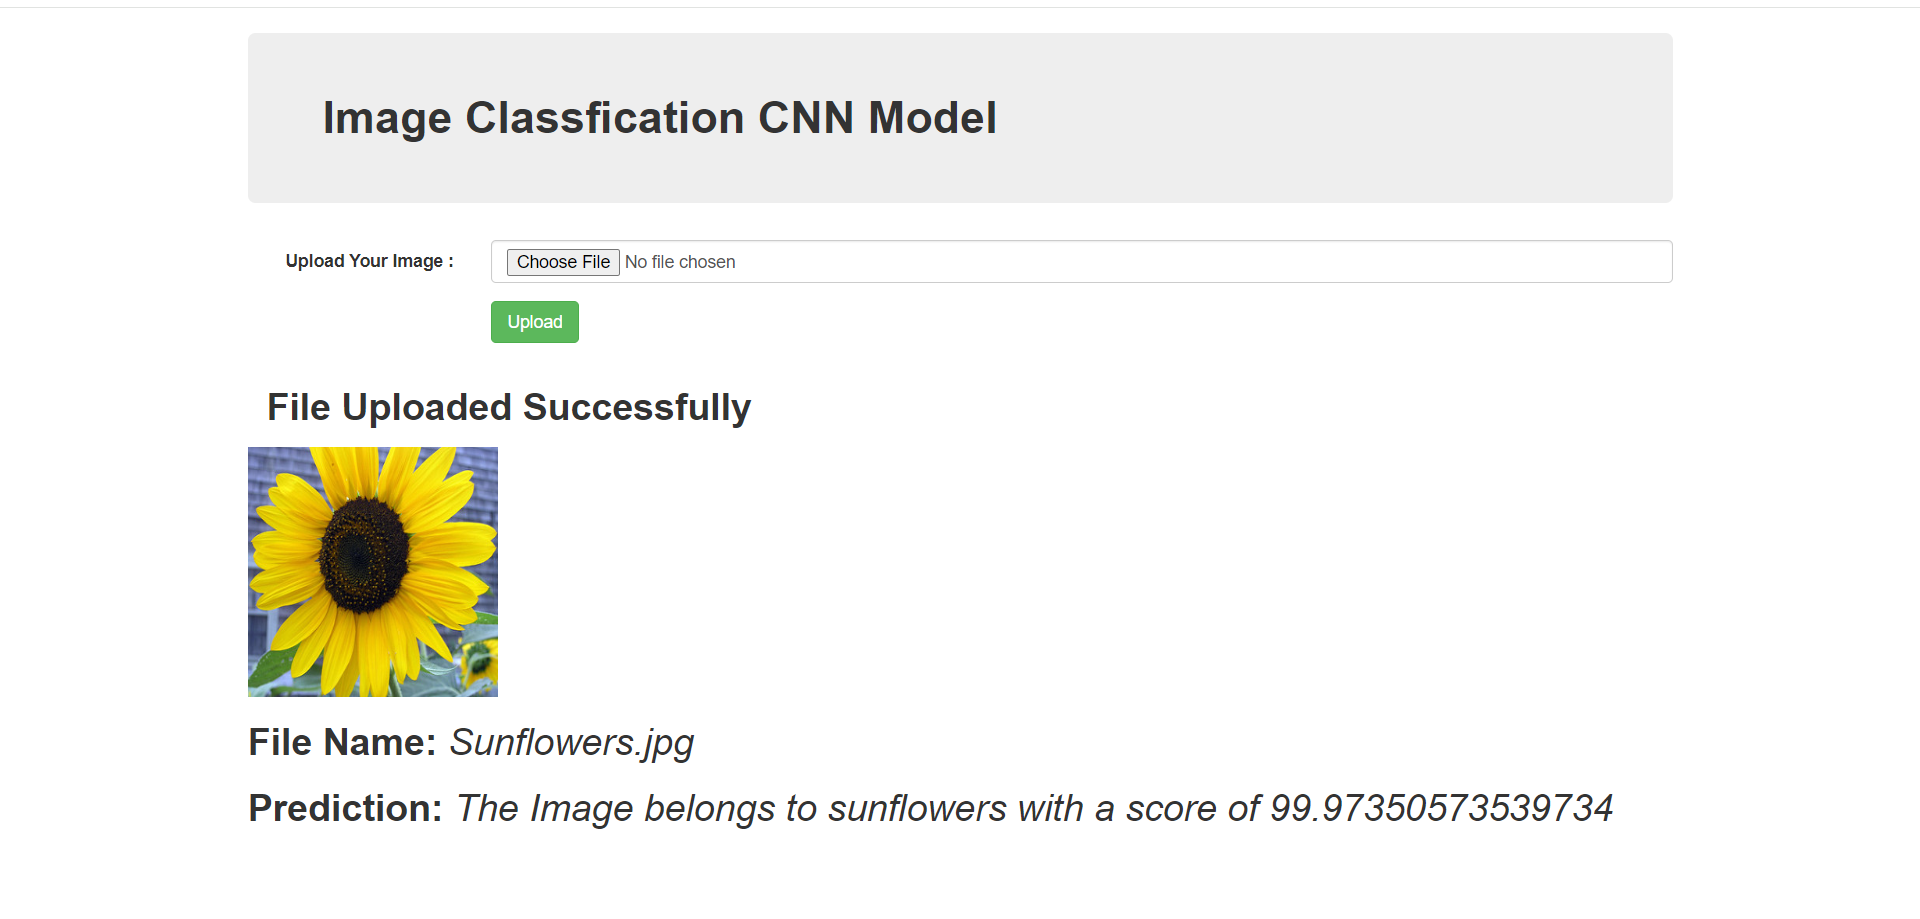 Image Classfication CNN Model
Upload Your Image :
Choose File No file chosen
Upload
File Uploaded Successfully
File Name: Sunflowers.jpg
Prediction: The Image belongs to sunflowers with a score of 99.97350573539734